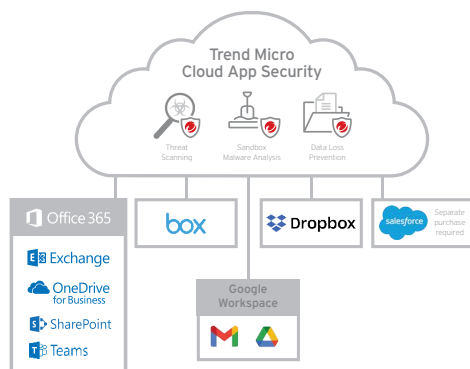 Trend Micro
Cloud App Security
Threat
Scanning
Sandbox
Malware Analysis
Data Loss
Prevention
Office 365
Exchange
OneDrive
for Business
SharePoint
Teams
box
Dropbox
salesforce
Separate
purchase
required
Google
Workspace